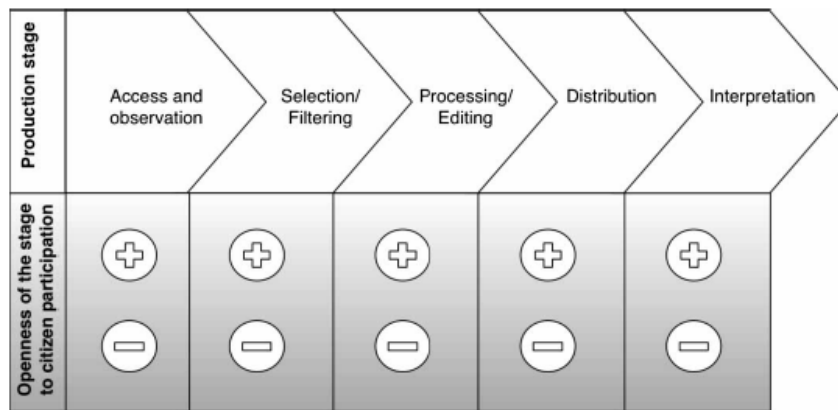 Production stage
Access and
observation
Selection/
Filtering
Processing/
Editing
Distribution
Interpretation
Openness of the stage
to citizen participation